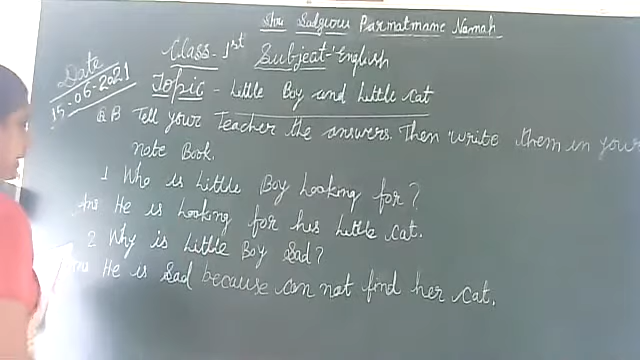 Shri Sadguru Parmatmane Namah
Class - 1st Subject - English
Date
15-06-2021
Topic - Little Boy and Little Cat
QB Tell your Teacher the answers. Then write them in your
note Book.
1 Who is Little Boy Looking for?
Ans He is Looking for his Little Cat.
2 Why is Little Boy Sad?
Ans He is Sad because can not find her cat.